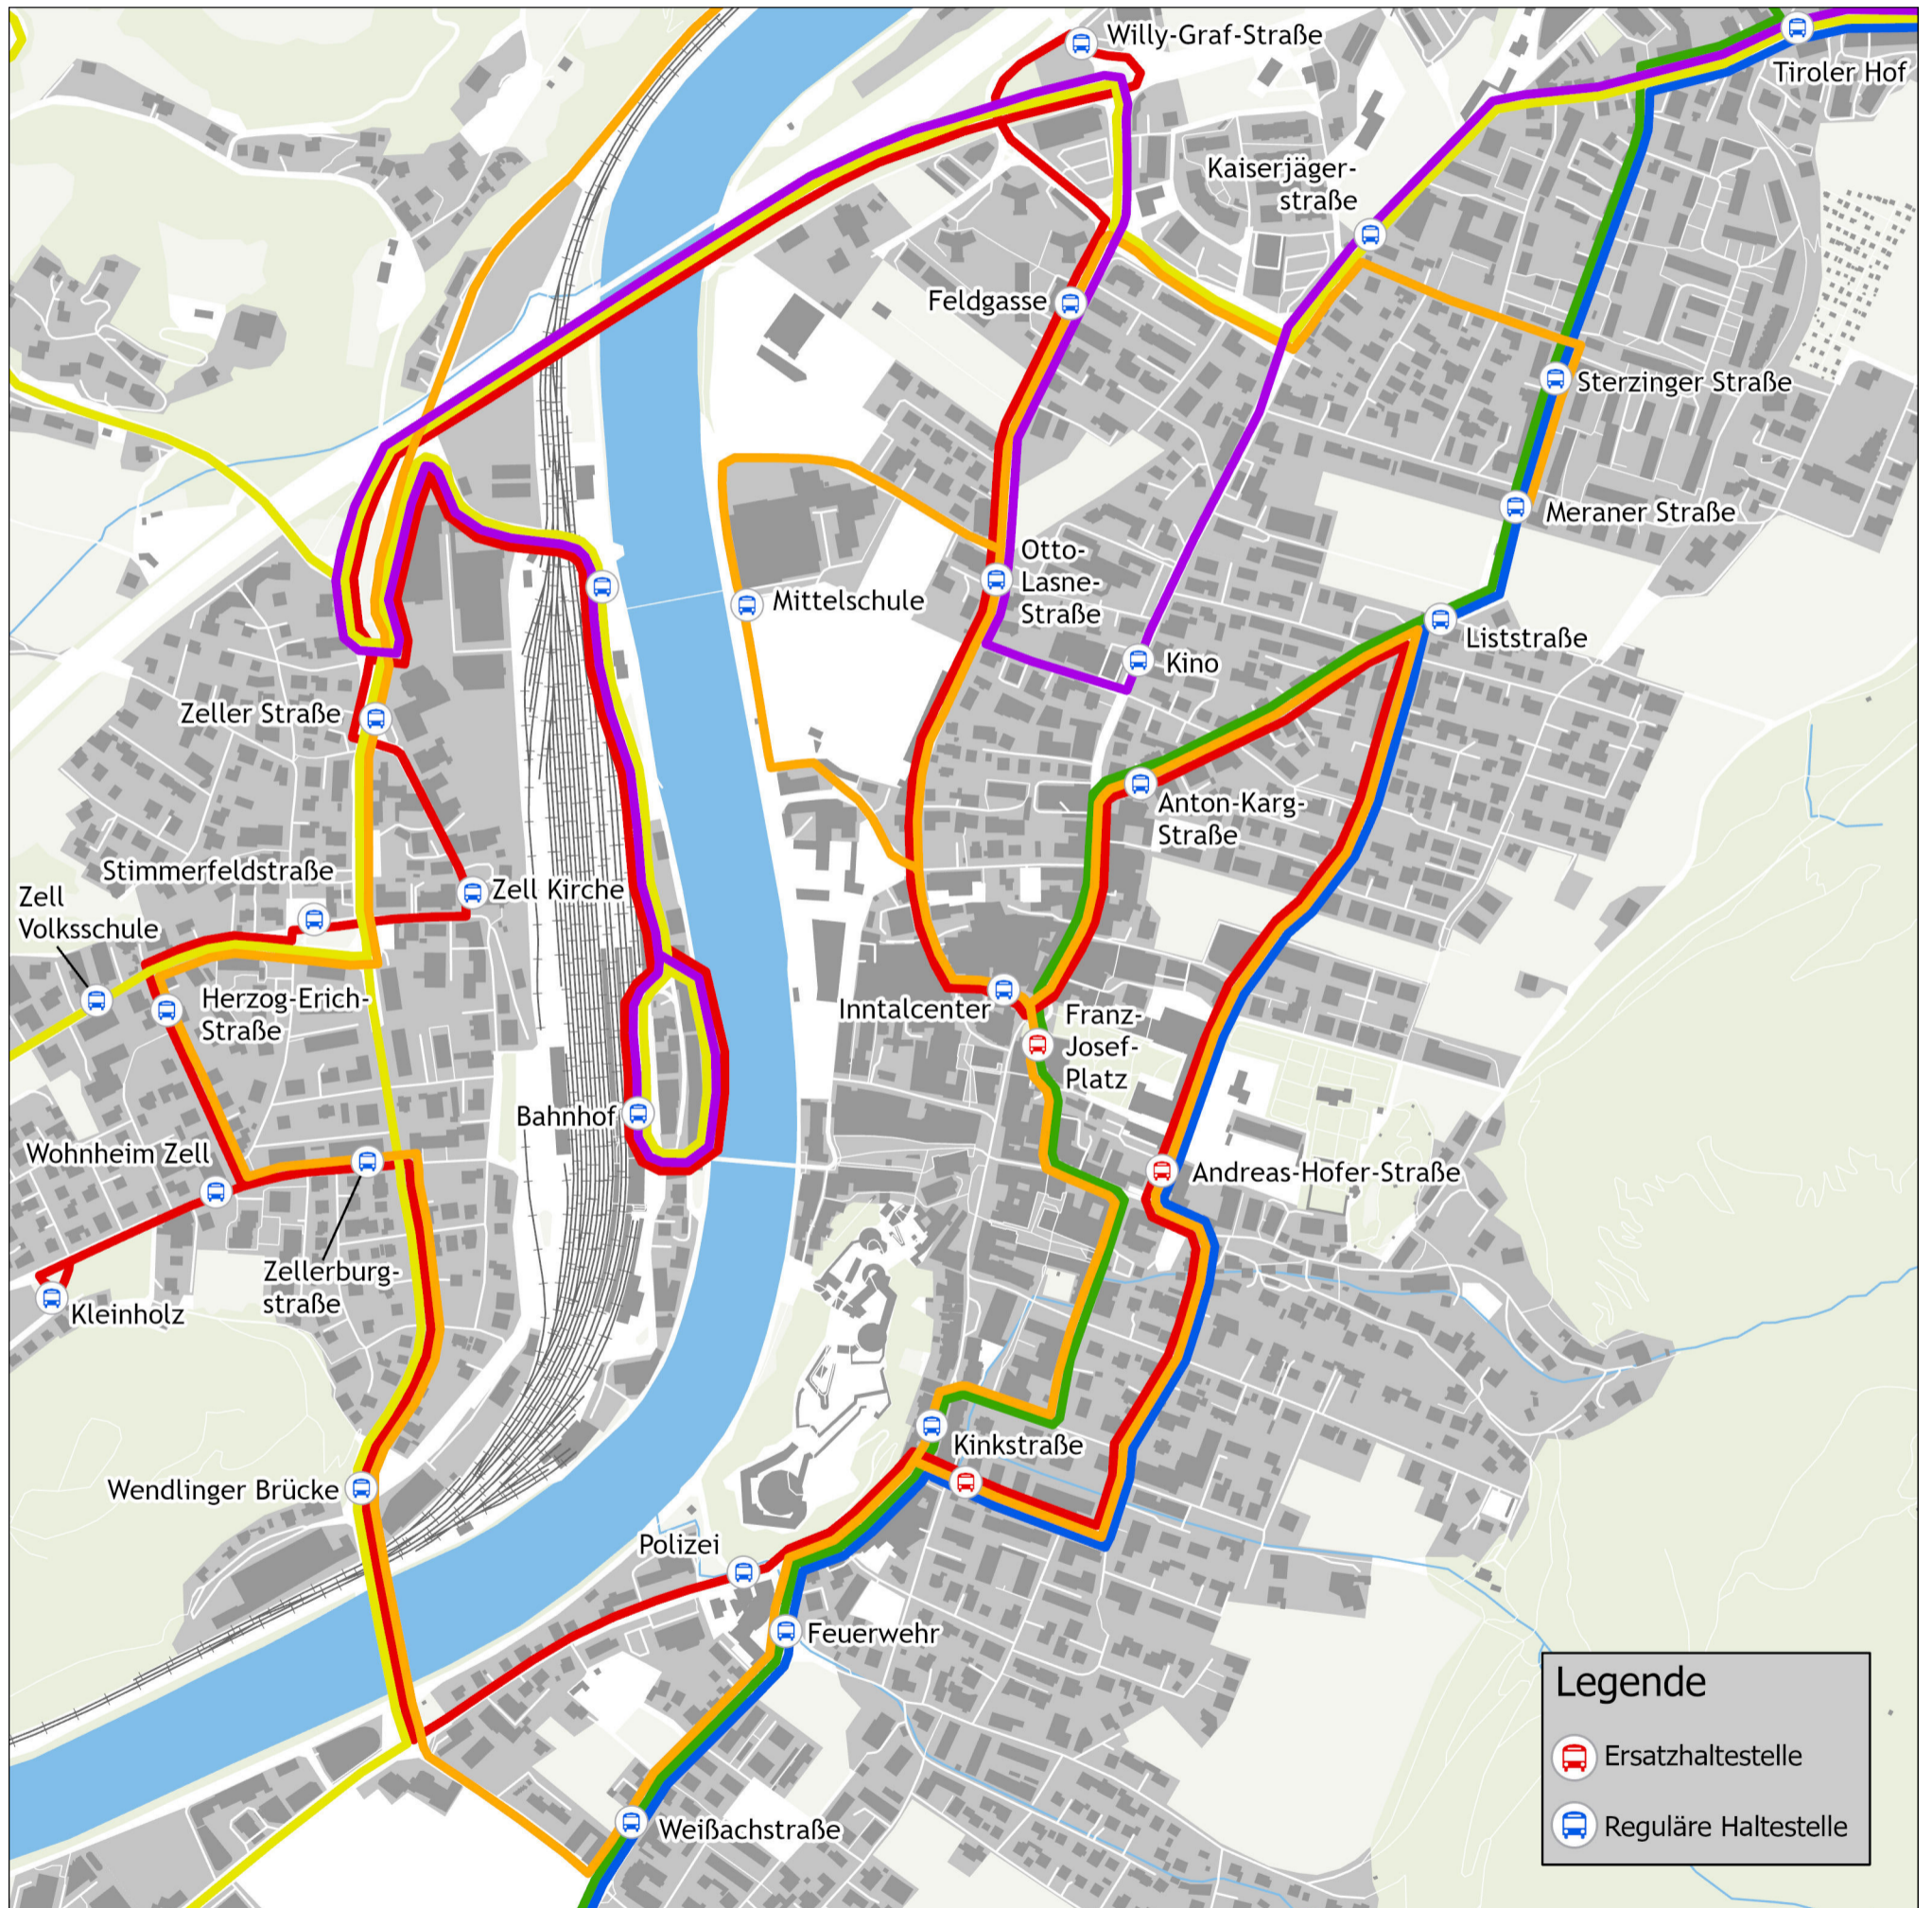 Willy-Graf-Straße
Tiroler Hof
Kaiserjäger-
straße
Feldgasse
Sterzinger Straße
Meraner Straße
Otto-
Lasne-
Straße
Mittelschule
Liststraße
Kino
Zeller Straße
Anton-Karg-
Straße
Stimmerfeldstraße
Zell Kirche
Zell
Volksschule
Herzog-Erich-
Straße
Inntalcenter
Franz-
Josef-
Platz
Bahnhof
Wohnheim Zell
Andreas-Hofer-Straße
Zellerburg-
straße
Kleinholz
Kinkstraße
Wendlinger Brücke
Polizei
Feuerwehr
Weißachstraße
Legende
Ersatzhaltestelle
Reguläre Haltestelle